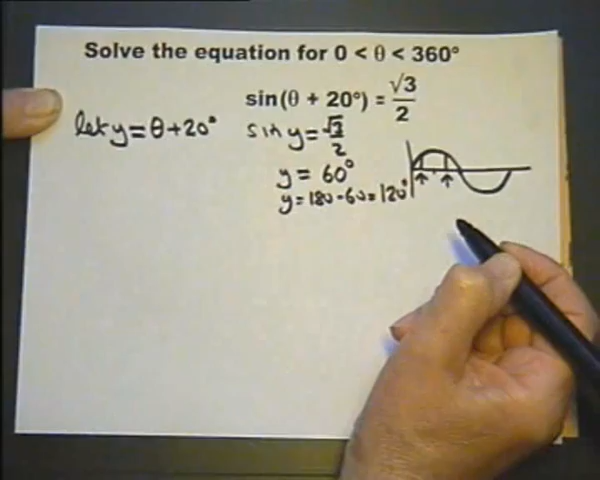 Solve the equation for 0 < θ < 360°
sin(θ + 20°) = √3/2
let y = θ + 20°
sin y = √3/2
y = 60°
y = 180 - 60 = 120°